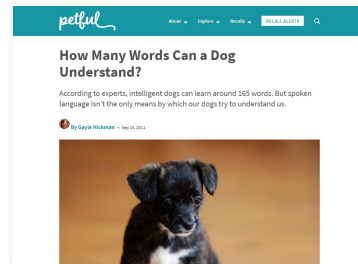 petful
About Explore Recalls RECALL ALERTS
How Many Words Can a Dog
Understand?
According to experts, intelligent dogs can learn around 165 words. But spoken
language isn't the only means by which our dogs try to understand us.
By Gayle Hickman • Sep 15, 2011